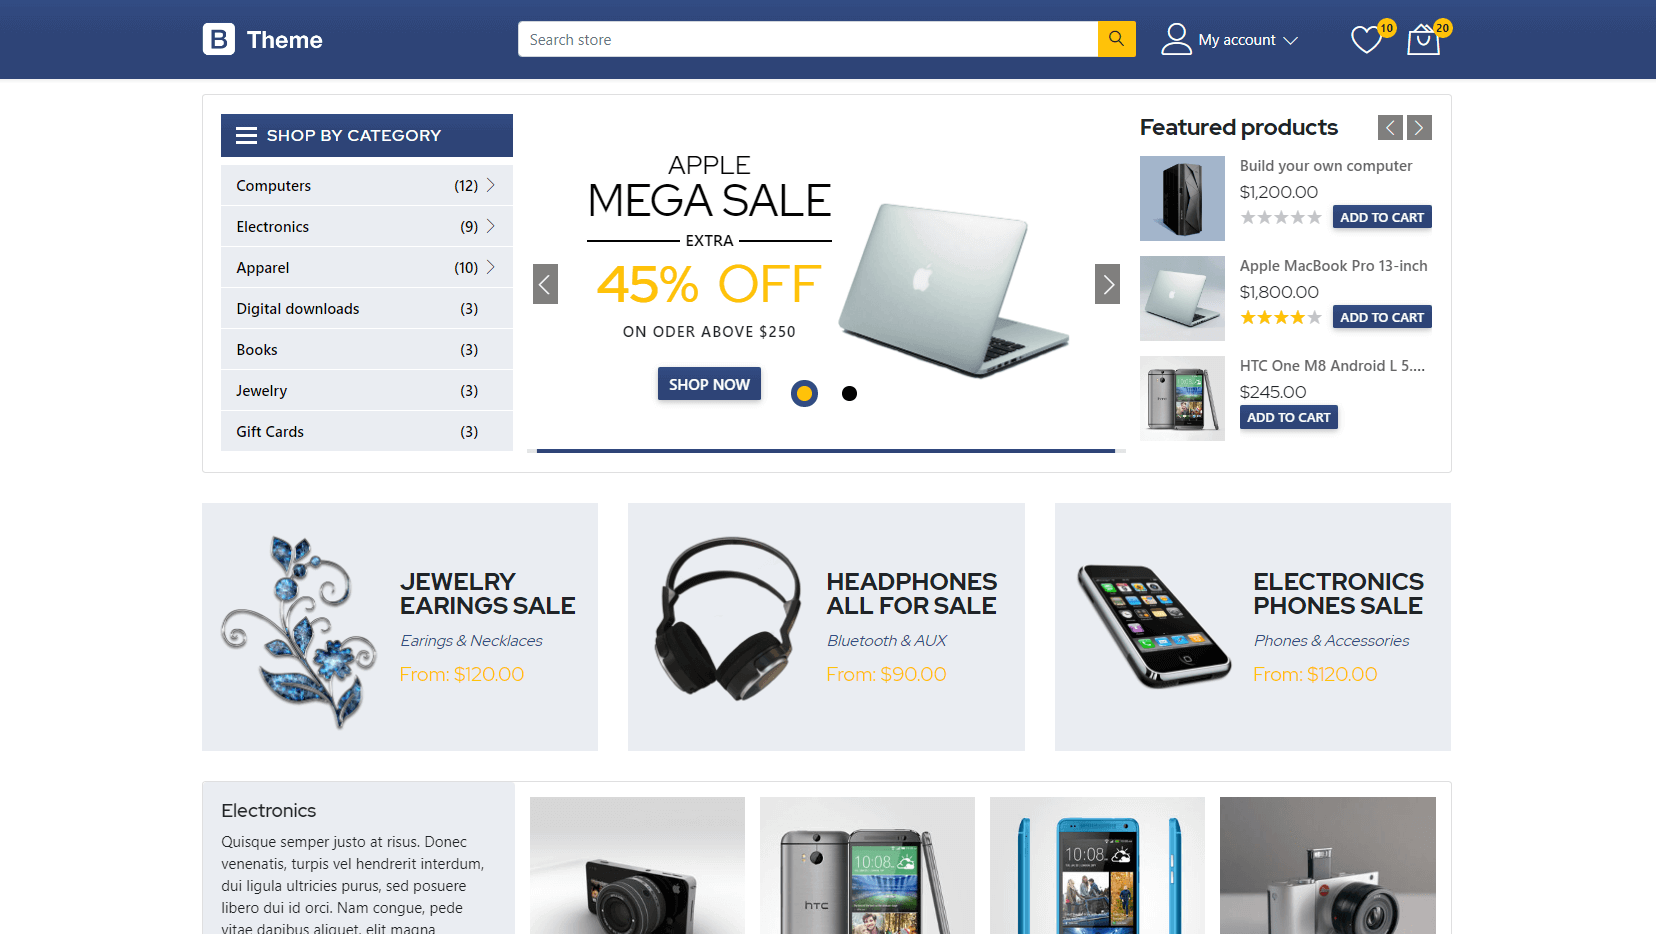 B Theme
Search store
My account
10
20
SHOP BY CATEGORY
Computers (12)
Electronics (9)
Apparel (10)
Digital downloads (3)
Books (3)
Jewelry (3)
Gift Cards (3)
APPLE
MEGA SALE
EXTRA
45% OFF
ON ODER ABOVE $250
SHOP NOW
Featured products
Build your own computer
$1,200.00
ADD TO CART
Apple MacBook Pro 13-inch
$1,800.00
ADD TO CART
HTC One M8 Android L 5....
$245.00
ADD TO CART
JEWELRY
EARINGS SALE
Earings & Necklaces
From: $120.00
HEADPHONES
ALL FOR SALE
Bluetooth & AUX
From: $90.00
ELECTRONICS
PHONES SALE
Phones & Accessories
From: $120.00
Electronics
Quisque semper justo at risus. Donec
venenatis, turpis vel hendrerit interdum,
dui ligula ultricies purus, sed posuere
libero dui id orci. Nam congue, pede
vitae dapibus aliquet, elit magna
hTC
10:08
10:08